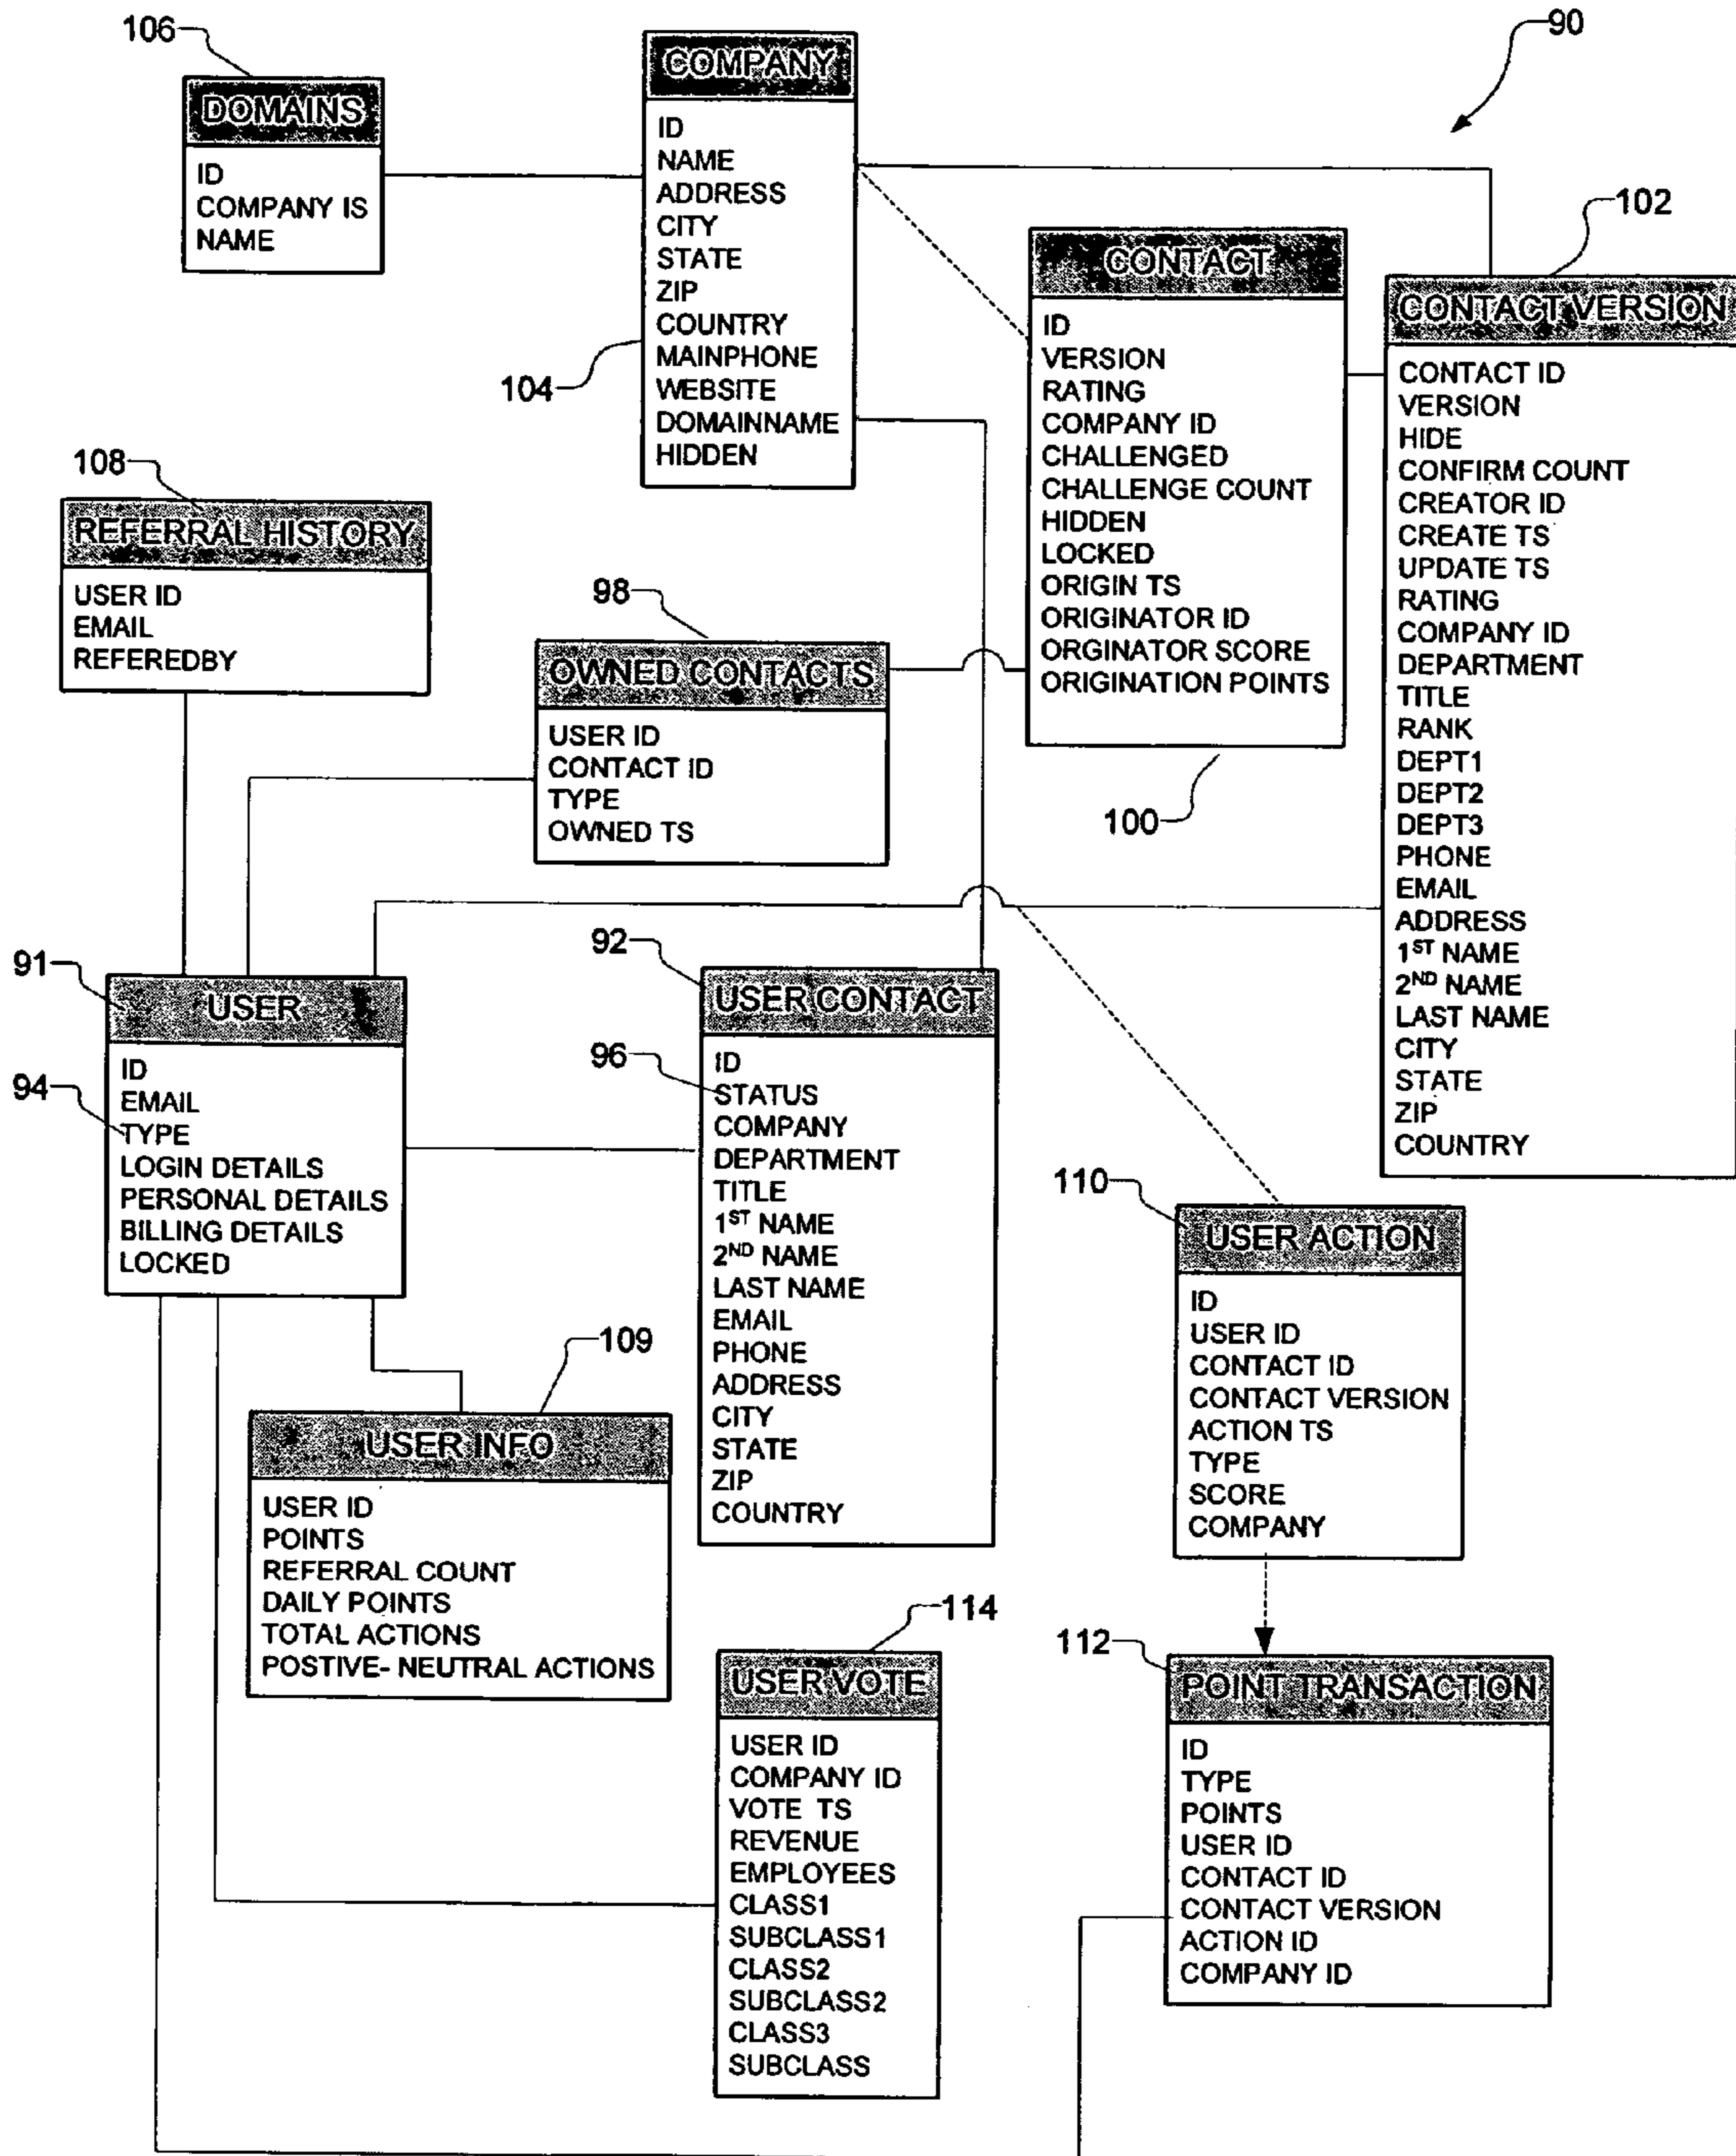 90
106
DOMAINS
ID
COMPANY IS
NAME
COMPANY
ID
NAME
ADDRESS
CITY
STATE
ZIP
COUNTRY
MAINPHONE
WEBSITE
DOMAINNAME
HIDDEN
104
CONTACT
ID
VERSION
RATING
COMPANY ID
CHALLENGED
CHALLENGE COUNT
HIDDEN
LOCKED
ORIGIN TS
ORIGINATOR ID
ORGINATOR SCORE
ORIGINATION POINTS
100
102
CONTACT VERSION
CONTACT ID
VERSION
HIDE
CONFIRM COUNT
CREATOR ID
CREATE TS
UPDATE TS
RATING
COMPANY ID
DEPARTMENT
TITLE
RANK
DEPT1
DEPT2
DEPT3
PHONE
EMAIL
ADDRESS
1ST NAME
2ND NAME
LAST NAME
CITY
STATE
ZIP
COUNTRY
108
REFERRAL HISTORY
USER ID
EMAIL
REFEREDBY
98
OWNED CONTACTS
USER ID
CONTACT ID
TYPE
OWNED TS
91
USER
94
ID
EMAIL
TYPE
LOGIN DETAILS
PERSONAL DETAILS
BILLING DETAILS
LOCKED
92
USER CONTACT
96
ID
STATUS
COMPANY
DEPARTMENT
TITLE
1ST NAME
2ND NAME
LAST NAME
EMAIL
PHONE
ADDRESS
CITY
STATE
ZIP
COUNTRY
110
USER ACTION
ID
USER ID
CONTACT ID
CONTACT VERSION
ACTION TS
TYPE
SCORE
COMPANY
109
USER INFO
USER ID
POINTS
REFERRAL COUNT
DAILY POINTS
TOTAL ACTIONS
POSTIVE- NEUTRAL ACTIONS
114
USER VOTE
USER ID
COMPANY ID
VOTE TS
REVENUE
EMPLOYEES
CLASS1
SUBCLASS1
CLASS2
SUBCLASS2
CLASS3
SUBCLASS
112
POINT TRANSACTION
ID
TYPE
POINTS
USER ID
CONTACT ID
CONTACT VERSION
ACTION ID
COMPANY ID